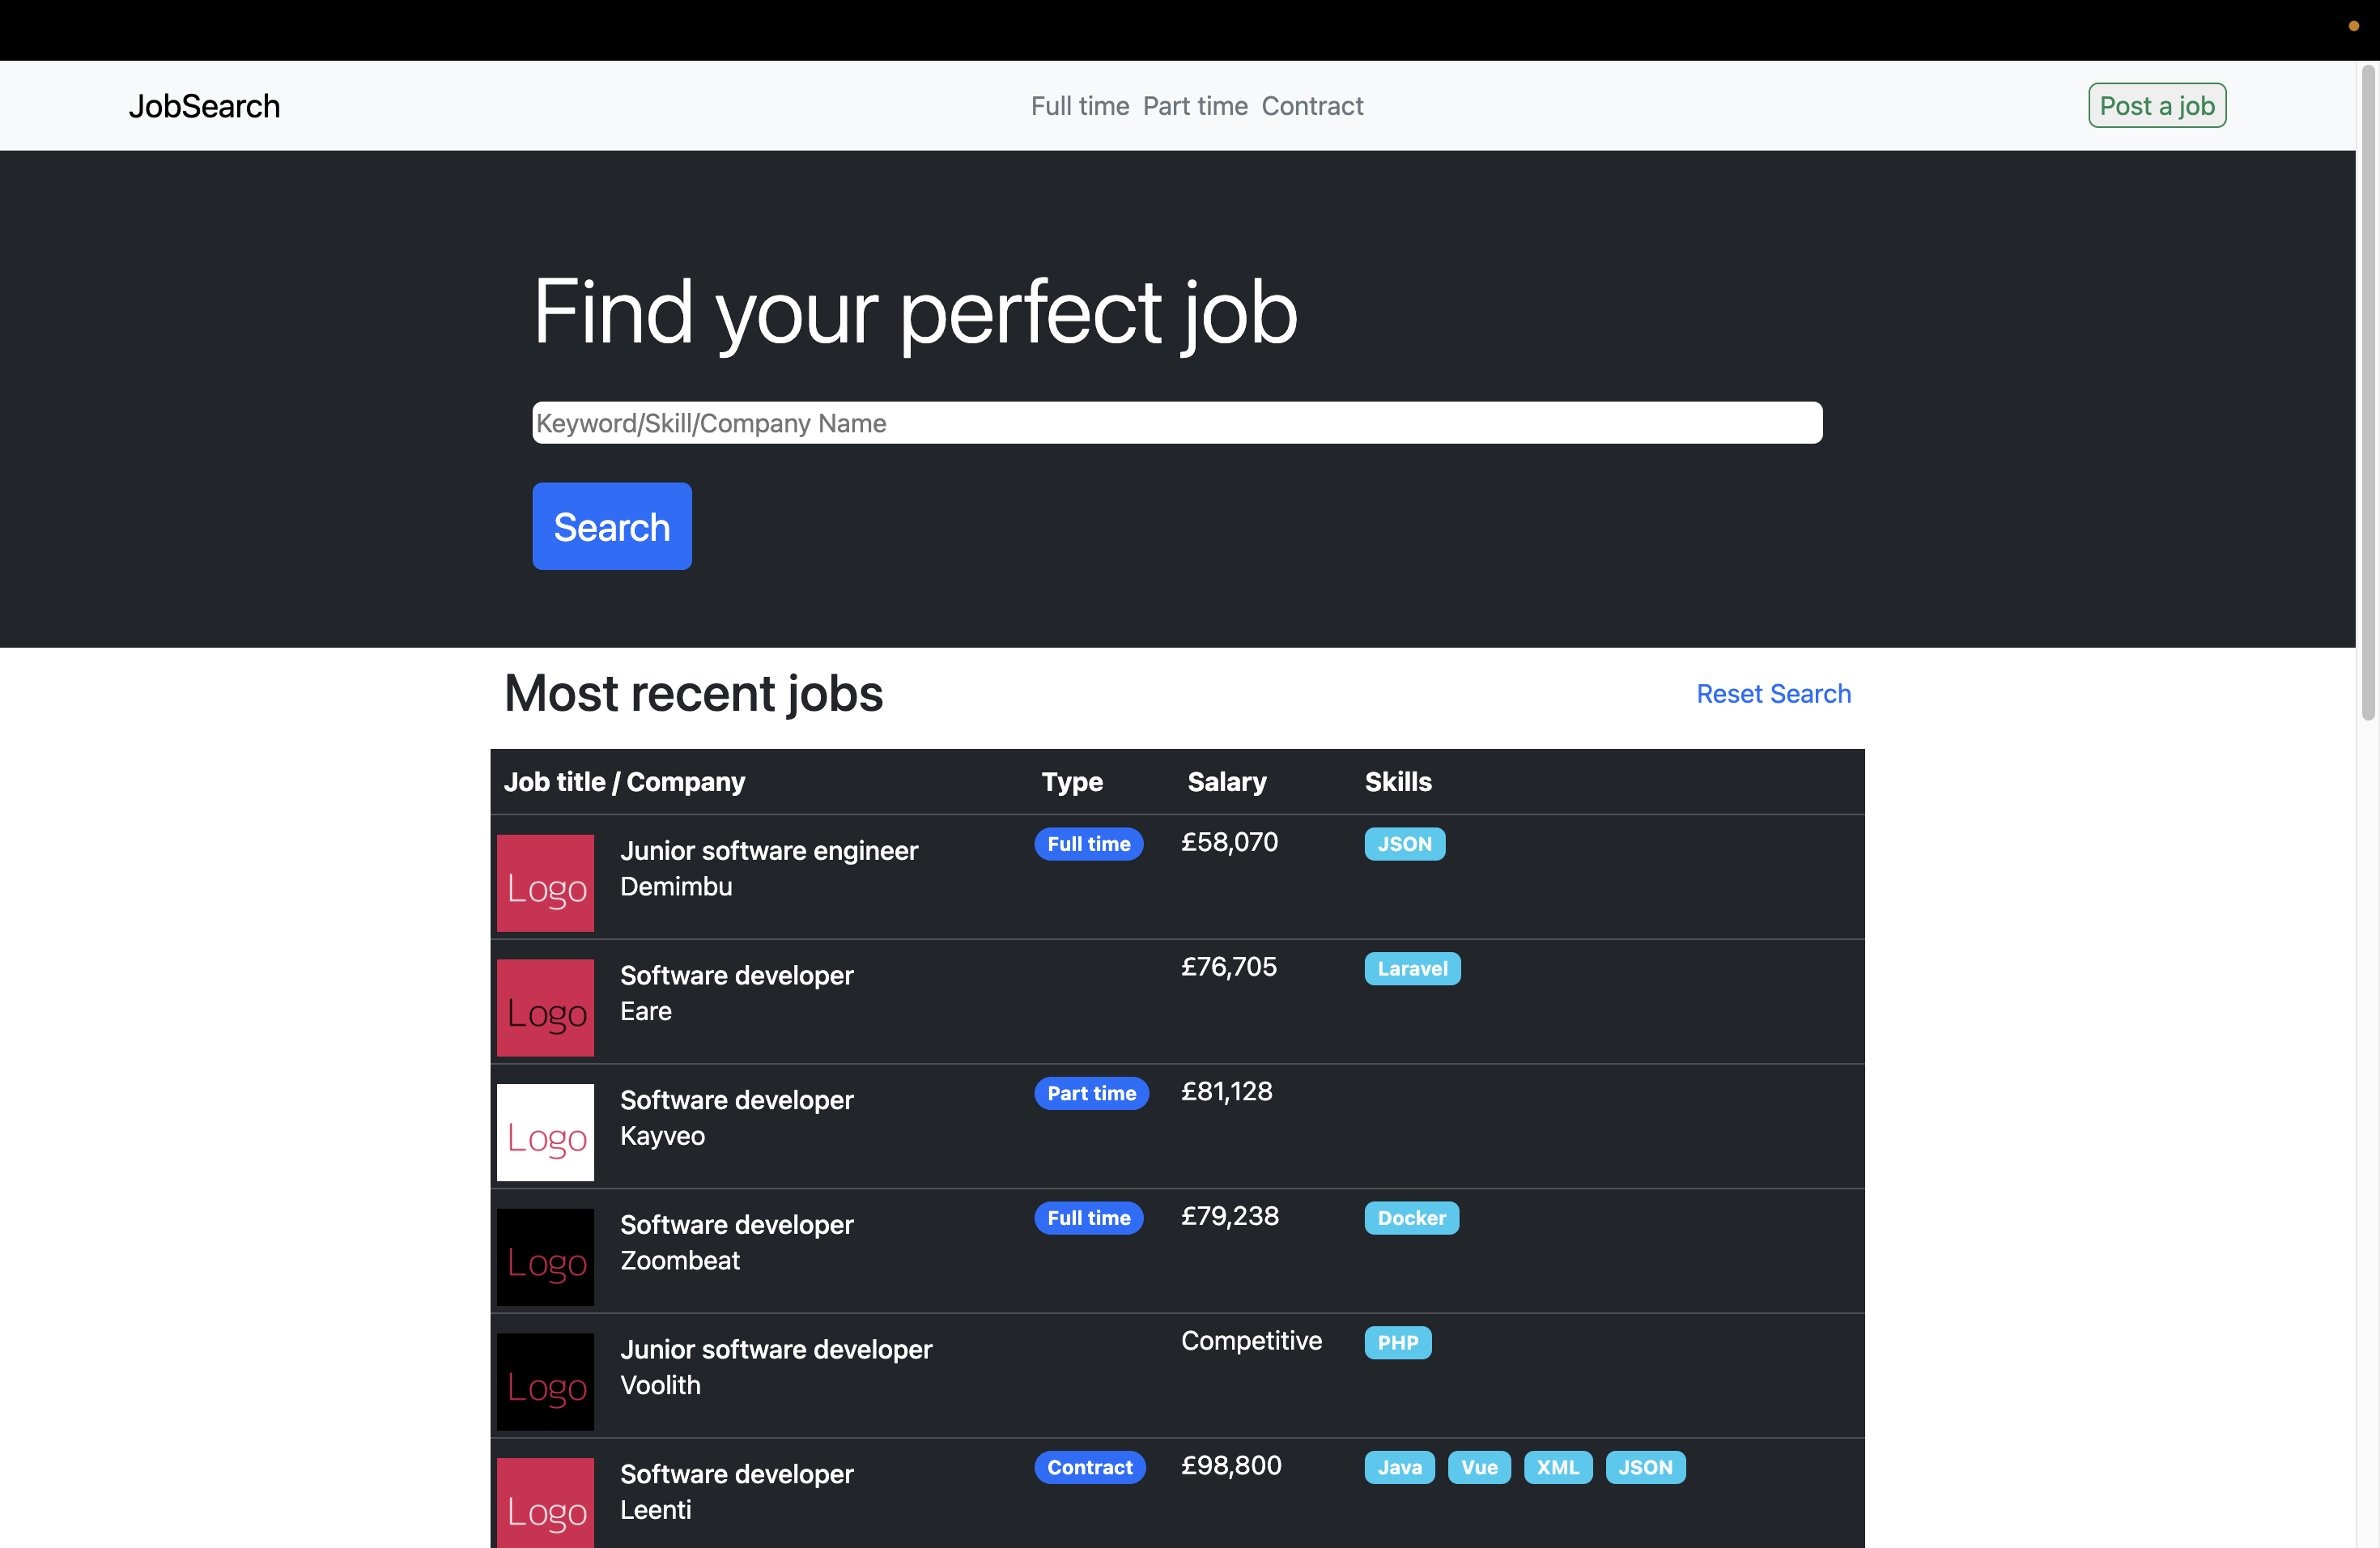 JobSearch Full time Part time Contract Post a job
Find your perfect job
Keyword/Skill/Company Name
Search
Most recent jobs Reset Search
Job title / Company Type Salary Skills
Logo Junior software engineer Full time £58,070 JSON
Demimbu
Logo Software developer £76,705 Laravel
Eare
Logo Software developer Part time £81,128
Kayveo
Logo Software developer Full time £79,238 Docker
Zoombeat
Logo Junior software developer Competitive PHP
Voolith
Logo Software developer Contract £98,800 Java Vue XML JSON
Leenti